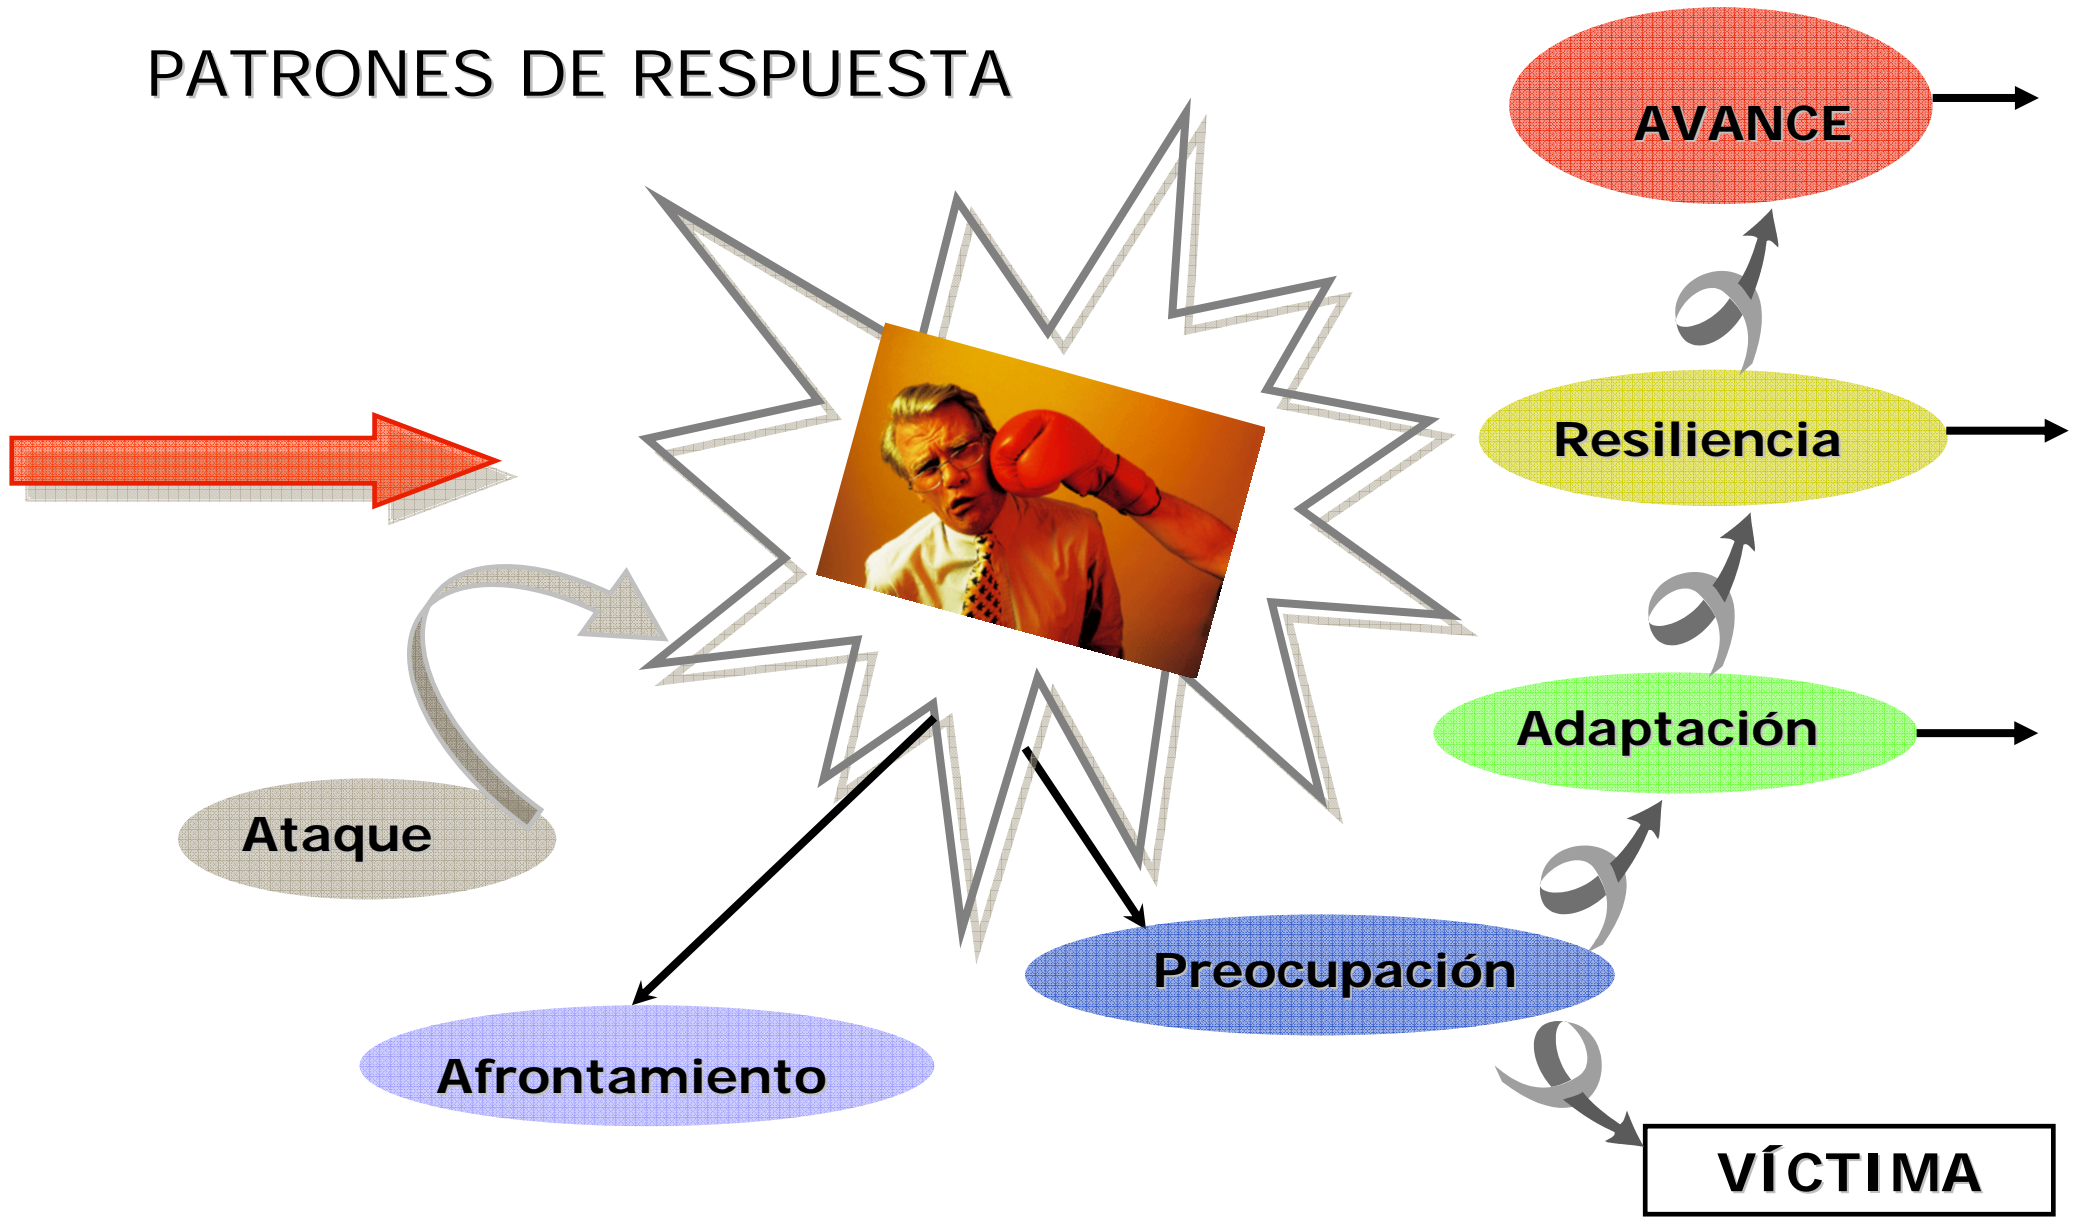 PATRONES DE RESPUESTA
AVANCE
Resiliencia
Adaptación
Ataque
Preocupación
Afrontamiento
VÍCTIMA